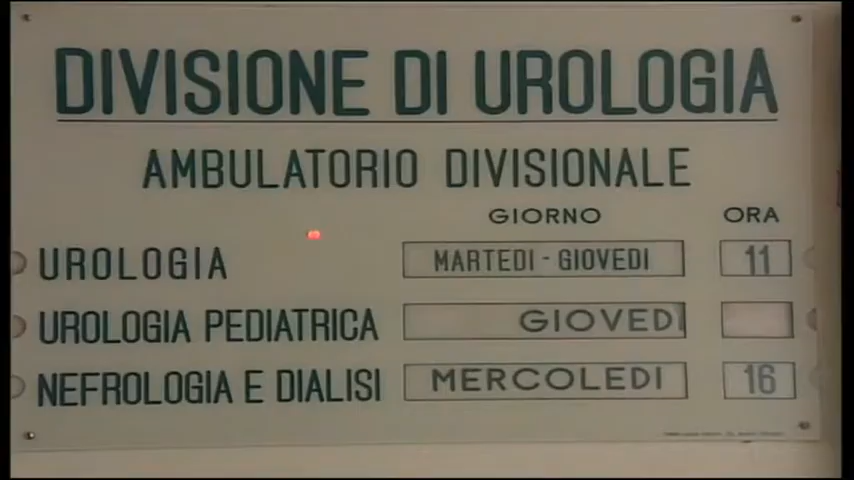 DIVISIONE DI UROLOGIA
AMBULATORIO DIVISIONALE
GIORNO ORA
UROLOGIA MARTEDI - GIOVEDI 11
UROLOGIA PEDIATRICA GIOVEDI
NEFROLOGIA E DIALISI MERCOLEDI 16